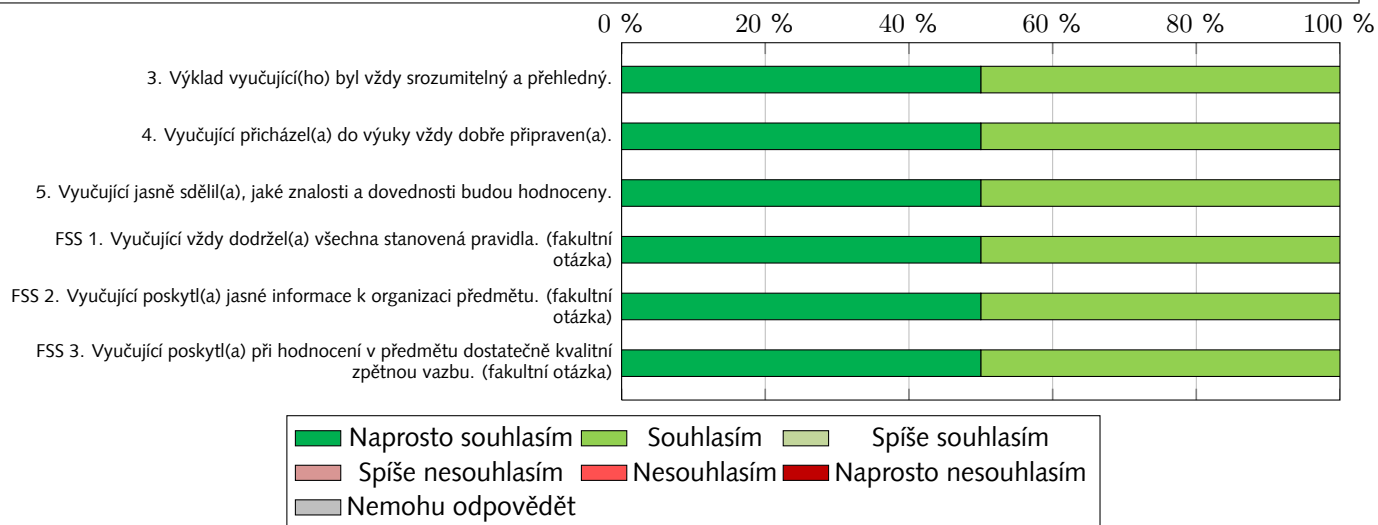 0 % 20 % 40 % 60 % 80 % 100 %
3. Výklad vyučující(ho) byl vždy srozumitelný a přehledný.
4. Vyučující přicházel(a) do výuky vždy dobře připraven(a).
5. Vyučující jasně sdělil(a), jaké znalosti a dovednosti budou hodnoceny.
FSS 1. Vyučující vždy dodržel(a) všechna stanovená pravidla. (fakultní
otázka)
FSS 2. Vyučující poskytl(a) jasné informace k organizaci předmětu. (fakultní
otázka)
FSS 3. Vyučující poskytl(a) při hodnocení v předmětu dostatečně kvalitní
zpětnou vazbu. (fakultní otázka)
Naprosto souhlasím Souhlasím Spíše souhlasím
Spíše nesouhlasím Nesouhlasím Naprosto nesouhlasím
Nemohu odpovědět